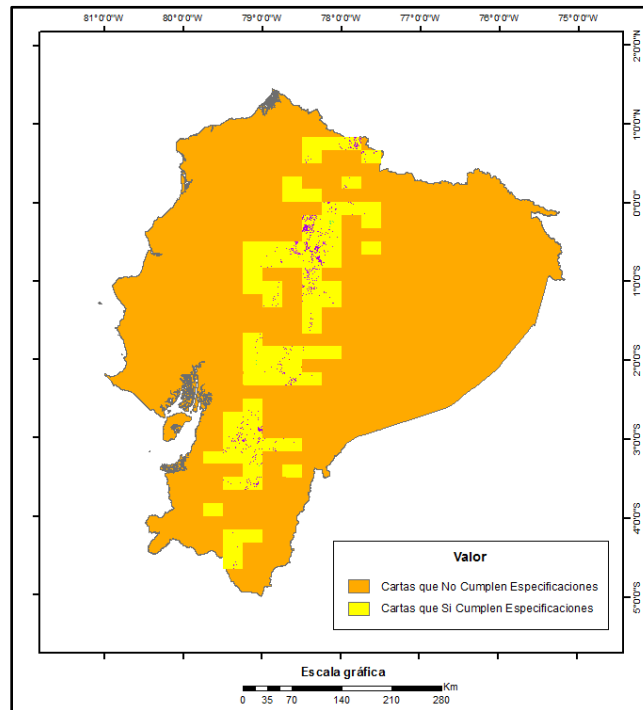 81°0'0"W 80°0'0"W 79°0'0"W 78°0'0"W 77°0'0"W 76°0'0"W 75°0'0"W
2°0'0"N
1°0'0"N
0°0'0"
1°0'0"S
2°0'0"S
3°0'0"S
4°0'0"S
5°0'0"S
Valor
Cartas que No Cumplen Especificaciones
Cartas que Si Cumplen Especificaciones
Escala gráfica
Km
0 35 70 140 210 280